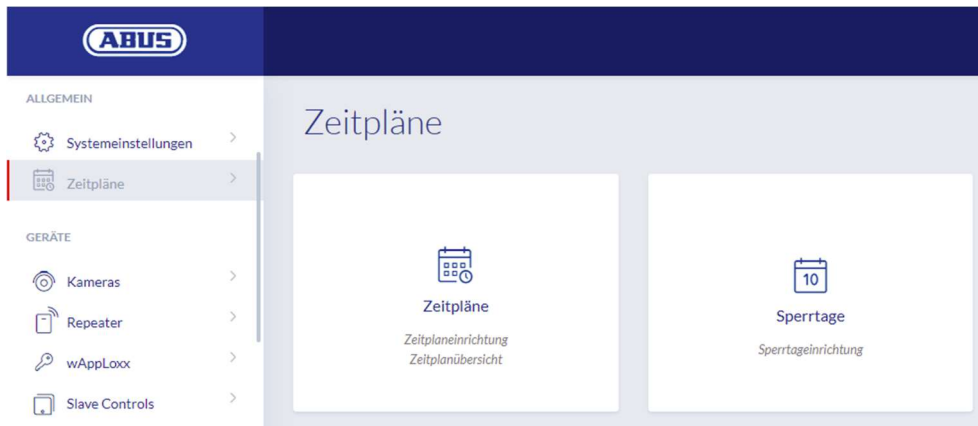 ABUS
ALLGEMEIN
Systemeinstellungen
Zeitpläne
GERÄTE
Kameras
Repeater
wAppLoxx
Slave Controls
Zeitpläne
Zeitpläne
Zeitplaneinrichtung
Zeitplanübersicht
10
Sperrtage
Sperrtageinrichtung